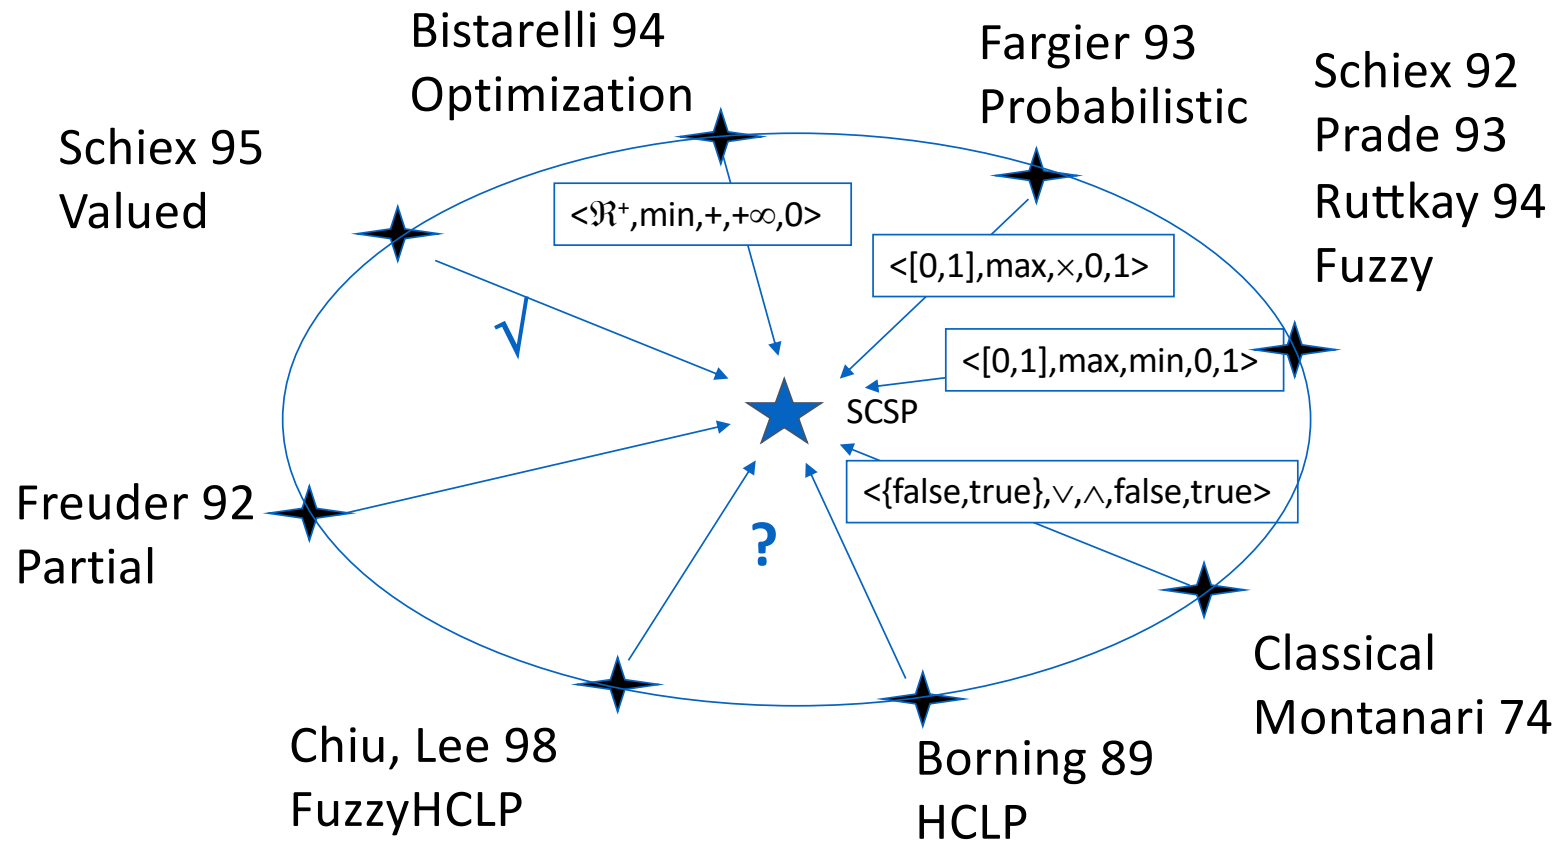 Bistarelli 94
Optimization
Fargier 93
Probabilistic
Schiex 92
Prade 93
Ruttkay 94
Fuzzy
Schiex 95
Valued
<ℜ⁺,min,+,+∞,0>
<[0,1],max,×,0,1>
√
<[0,1],max,min,0,1>
SCSP
<{false,true},∨,∧,false,true>
Freuder 92
Partial
?
Classical
Montanari 74
Chiu, Lee 98
FuzzyHCLP
Borning 89
HCLP